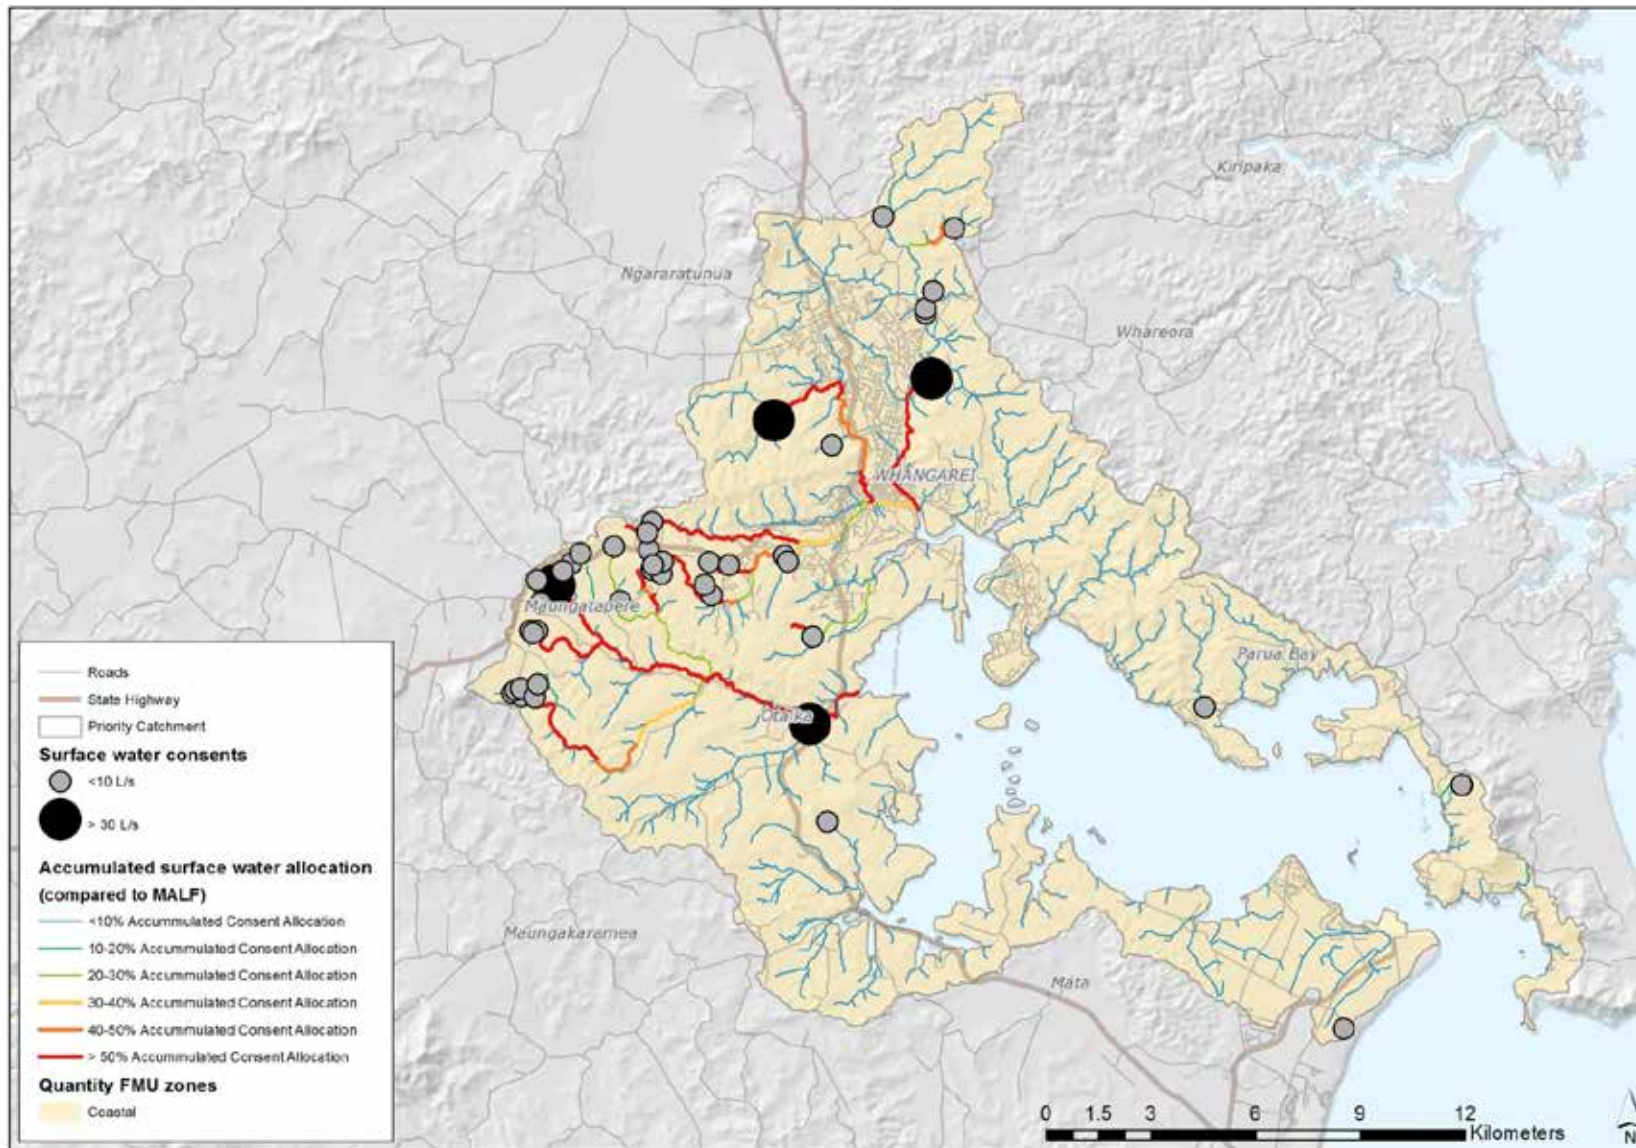 Kiripaka
Ngararatunua
Whareora
WHANGAREI
Maungatapere
Parua Bay
Otaika
Maungakaramea
Mata
Roads
State Highway
Priority Catchment
Surface water consents
<10 L/s
> 30 L/s
Accumulated surface water allocation
(compared to MALF)
<10% Accummulated Consent Allocation
10-20% Accummulated Consent Allocation
20-30% Accummulated Consent Allocation
30-40% Accummulated Consent Allocation
40-50% Accummulated Consent Allocation
> 50% Accummulated Consent Allocation
Quantity FMU zones
Coastal
0 1.5 3 6 9 12
Kilometers
N